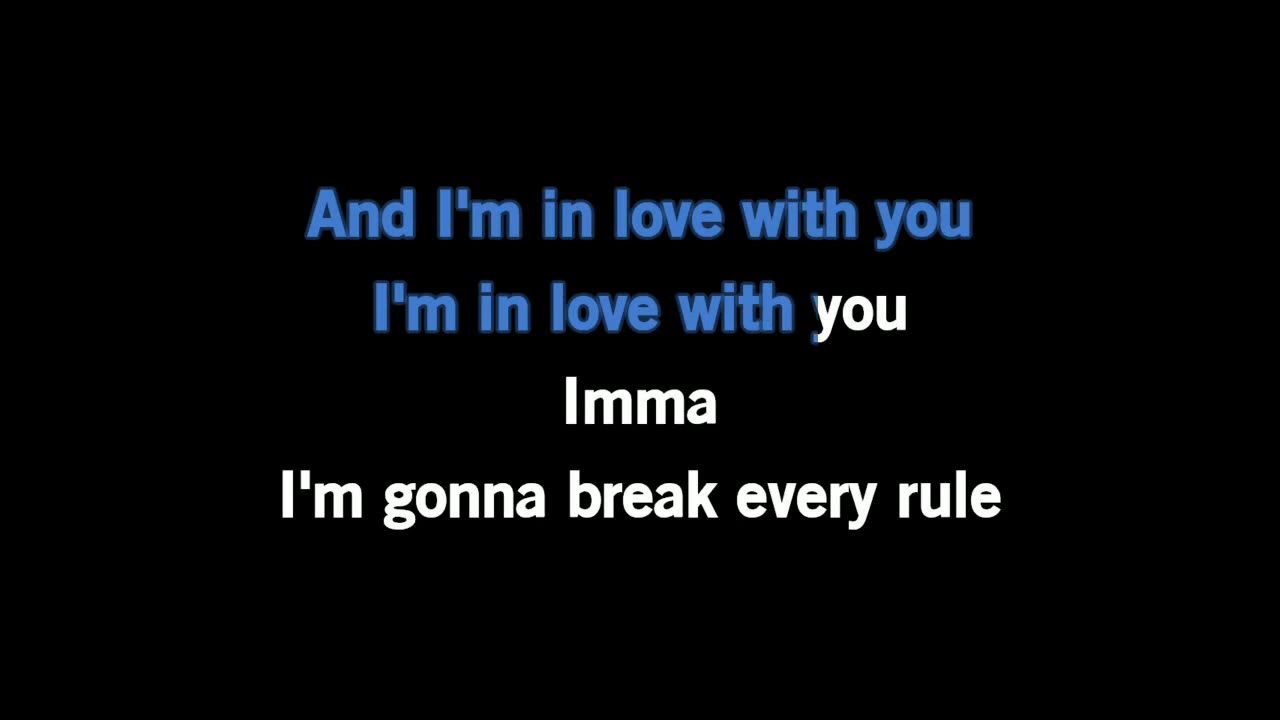 And I'm in love with you
I'm in love with you
Imma
I'm gonna break every rule